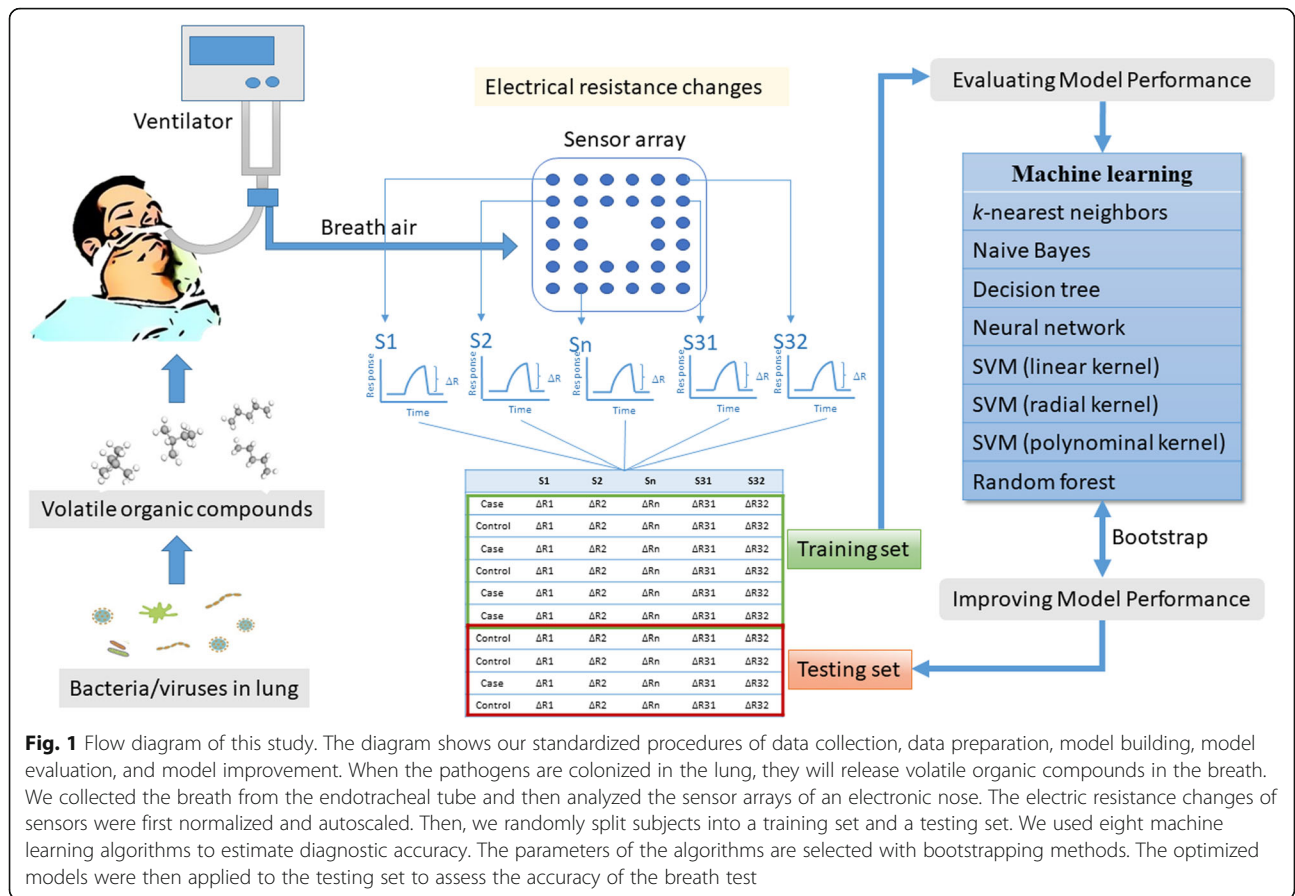 Ventilator
Electrical resistance changes
Sensor array
Breath air
S1
S2
Sn
S31
S32
Response
ΔR
Time
Response
ΔR
Time
Response
ΔR
Time
Response
ΔR
Time
Response
ΔR
Time
Volatile organic compounds
Bacteria/viruses in lung
S1 S2 Sn S31 S32
Case ΔR1 ΔR2 ΔRn ΔR31 ΔR32
Control ΔR1 ΔR2 ΔRn ΔR31 ΔR32
Case ΔR1 ΔR2 ΔRn ΔR31 ΔR32
Control ΔR1 ΔR2 ΔRn ΔR31 ΔR32
Case ΔR1 ΔR2 ΔRn ΔR31 ΔR32
Case ΔR1 ΔR2 ΔRn ΔR31 ΔR32
Control ΔR1 ΔR2 ΔRn ΔR31 ΔR32
Control ΔR1 ΔR2 ΔRn ΔR31 ΔR32
Case ΔR1 ΔR2 ΔRn ΔR31 ΔR32
Control ΔR1 ΔR2 ΔRn ΔR31 ΔR32
Training set
Testing set
Evaluating Model Performance
Machine learning
k-nearest neighbors
Naive Bayes
Decision tree
Neural network
SVM (linear kernel)
SVM (radial kernel)
SVM (polynominal kernel)
Random forest
Bootstrap
Improving Model Performance
Fig. 1 Flow diagram of this study. The diagram shows our standardized procedures of data collection, data preparation, model building, model
evaluation, and model improvement. When the pathogens are colonized in the lung, they will release volatile organic compounds in the breath.
We collected the breath from the endotracheal tube and then analyzed the sensor arrays of an electronic nose. The electric resistance changes of
sensors were first normalized and autoscaled. Then, we randomly split subjects into a training set and a testing set. We used eight machine
learning algorithms to estimate diagnostic accuracy. The parameters of the algorithms are selected with bootstrapping methods. The optimized
models were then applied to the testing set to assess the accuracy of the breath test